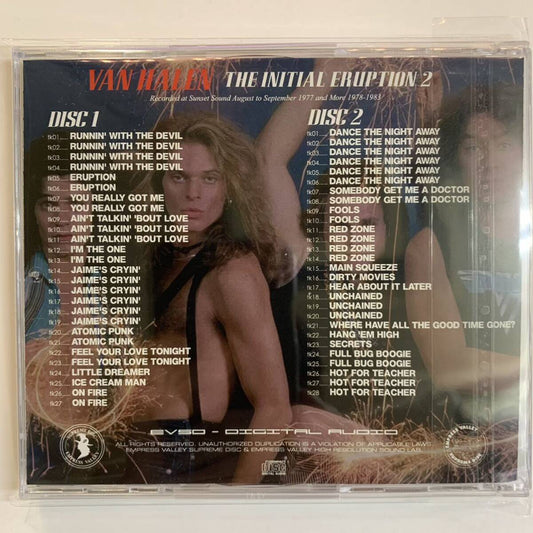 VAN HALEN THE INITIAL ERUPTION 2
Recorded at Sunset Sound August to September 1977 and More 1978-1983
DISC 1
tk01..... RUNNIN' WITH THE DEVIL
tk02..... RUNNIN' WITH THE DEVIL
tk03..... RUNNIN' WITH THE DEVIL
tk04..... RUNNIN' WITH THE DEVIL
tk05..... ERUPTION
tk06..... ERUPTION
tk07..... YOU REALLY GOT ME
tk08..... YOU REALLY GOT ME
tk09..... AIN'T TALKIN' 'BOUT LOVE
tk10..... AIN'T TALKIN' 'BOUT LOVE
tk11..... AIN'T TALKIN' 'BOUT LOVE
tk12..... I'M THE ONE
tk13..... I'M THE ONE
tk14..... JAIME'S CRYIN'
tk15..... JAIME'S CRYIN'
tk16..... JAIME'S CRYIN'
tk17..... JAIME'S CRYIN'
tk18..... JAIME'S CRYIN'
tk19..... JAIME'S CRYIN'
tk20..... ATOMIC PUNK
tk21..... ATOMIC PUNK
tk22..... FEEL YOUR LOVE TONIGHT
tk23..... FEEL YOUR LOVE TONIGHT
tk24..... LITTLE DREAMER
tk25..... ICE CREAM MAN
tk26..... ON FIRE
tk27..... ON FIRE
DISC 2
tk01..... DANCE THE NIGHT AWAY
tk02..... DANCE THE NIGHT AWAY
tk03..... DANCE THE NIGHT AWAY
tk04..... DANCE THE NIGHT AWAY
tk05..... DANCE THE NIGHT AWAY
tk06..... DANCE THE NIGHT AWAY
tk07..... SOMEBODY GET ME A DOCTOR
tk08..... SOMEBODY GET ME A DOCTOR
tk09..... FOOLS
tk10..... FOOLS
tk11..... RED ZONE
tk12..... RED ZONE
tk13..... RED ZONE
tk14..... RED ZONE
tk15..... MAIN SQUEEZE
tk16..... DIRTY MOVIES
tk17..... HEAR ABOUT IT LATER
tk18..... UNCHAINED
tk19..... UNCHAINED
tk20..... UNCHAINED
tk21..... WHERE HAVE ALL THE GOOD TIME GONE?
tk22..... HANG 'EM HIGH
tk23..... SECRETS
tk24..... FULL BUG BOOGIE
tk25..... FULL BUG BOOGIE
tk26..... HOT FOR TEACHER
tk27..... HOT FOR TEACHER
tk28..... HOT FOR TEACHER
EVSD - DIGITAL AUDIO
ALL RIGHTS RESERVED. UNAUTHORIZED DUPLICATION IS A VIOLATION OF APPLICABLE LAWS.
EMPRESS VALLEY SUPREME DISC & EMPRESS VALLEY HIGH RESOLUTION SOUND LAB.
SUPREME DISC
EMPRESS VALLEY
EMPRESS VALLEY
SUPREME DISC